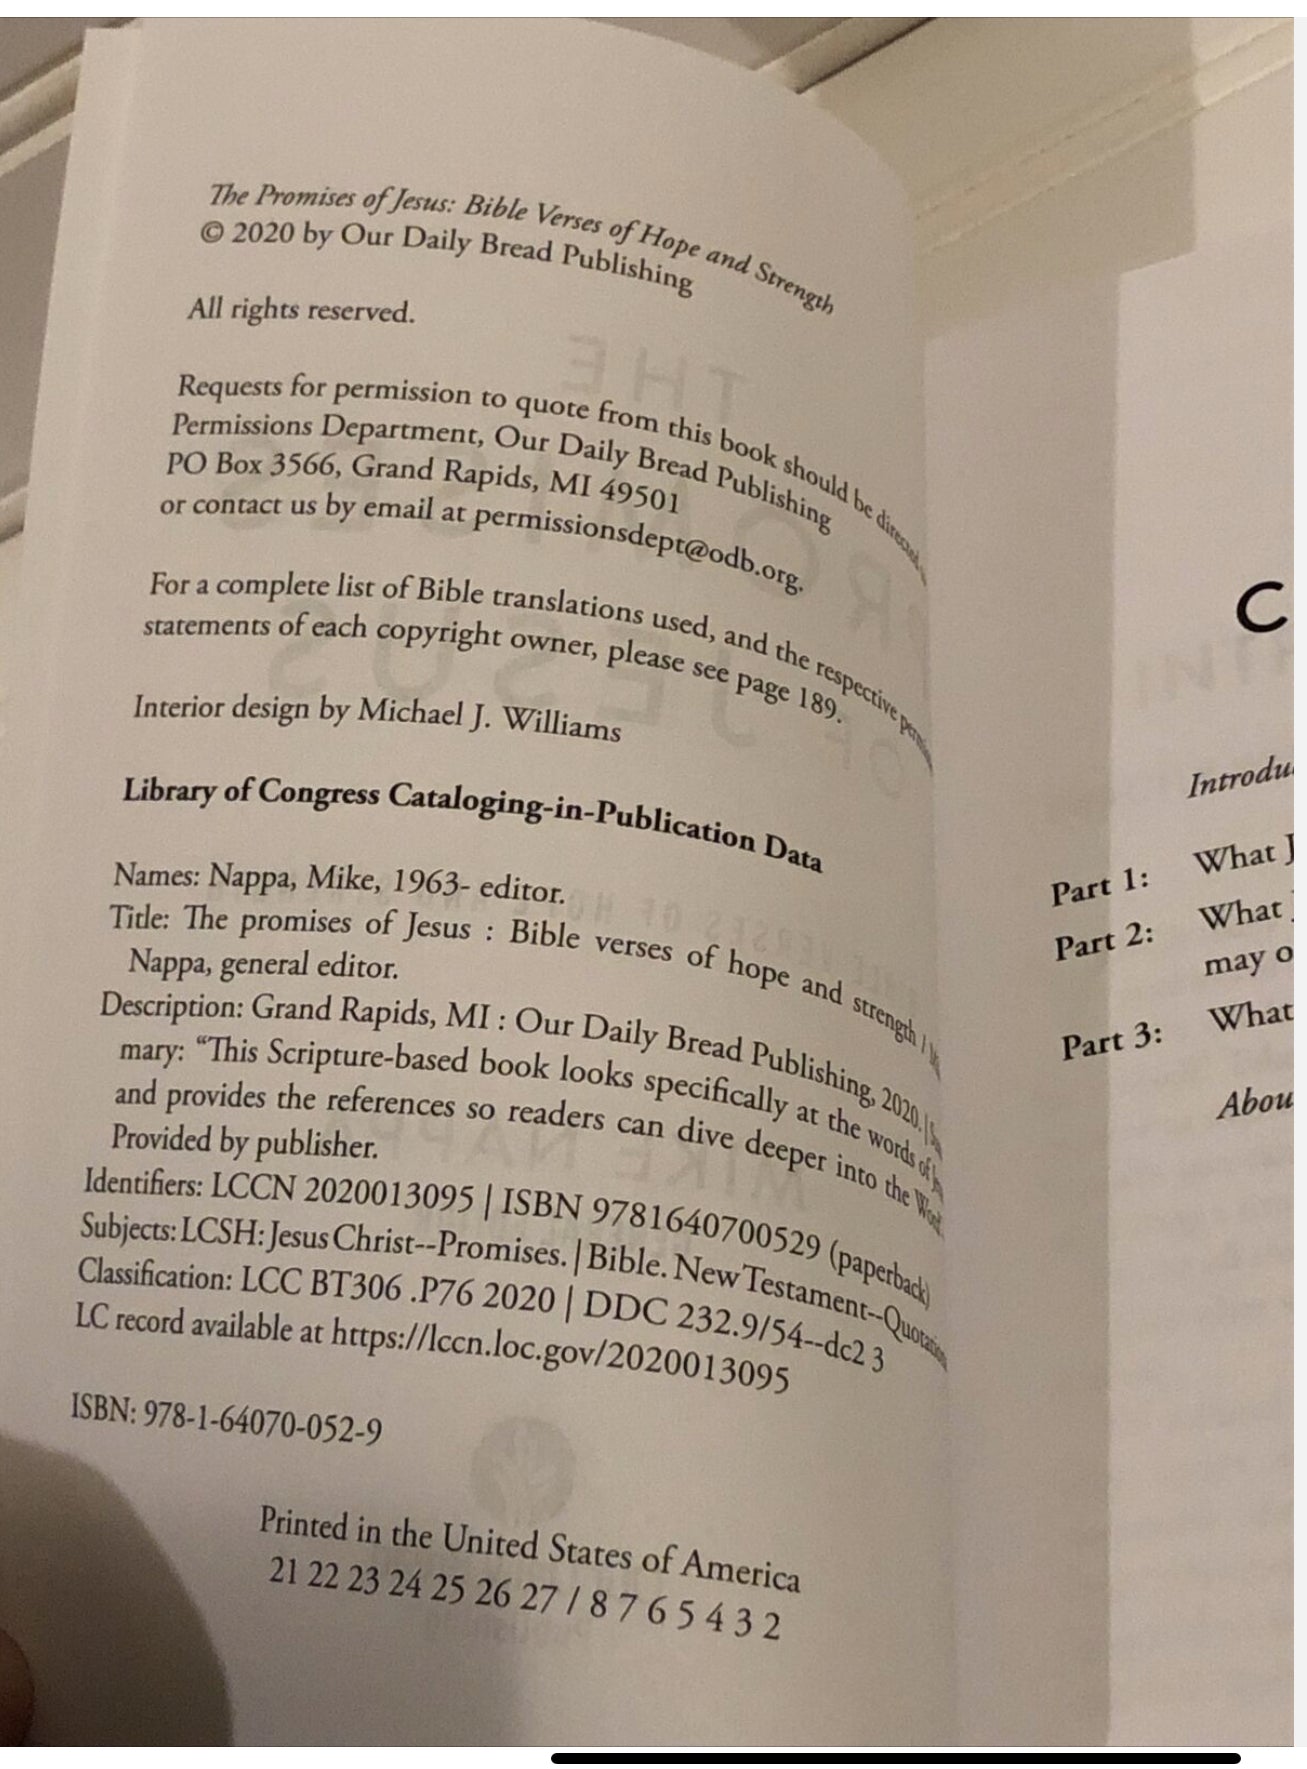 The Promises of Jesus: Bible Verses of Hope and Strength
© 2020 by Our Daily Bread Publishing
All rights reserved.
Requests for permission to quote from this book should be directed
Permissions Department, Our Daily Bread Publishing
PO Box 3566, Grand Rapids, MI 49501
or contact us by email at permissionsdept@odb.org.
For a complete list of Bible translations used, and the respective
statements of each copyright owner, please see page 189.
Interior design by Michael J. Williams
Library of Congress Cataloging-in-Publication Data
Names: Nappa, Mike, 1963- editor.
Title: The promises of Jesus : Bible verses of hope and strength /
Nappa, general editor.
Description: Grand Rapids, MI : Our Daily Bread Publishing, 2020. |
mary: “This Scripture-based book looks specifically at the words of
and provides the references so readers can dive deeper into the Word
Provided by publisher.
Identifiers: LCCN 2020013095 | ISBN 9781640700529 (paperback)
Subjects: LCSH: Jesus Christ--Promises. | Bible. New Testament--Quotations
Classification: LCC BT306 .P76 2020 | DDC 232.9/54--dc2 3
LC record available at https://lccn.loc.gov/2020013095
ISBN: 978-1-64070-052-9
Printed in the United States of America
21 22 23 24 25 26 27 / 8 7 6 5 4 3 2
C
Introdu
Part 1: What J
Part 2: What J
may o
Part 3: What
Abou